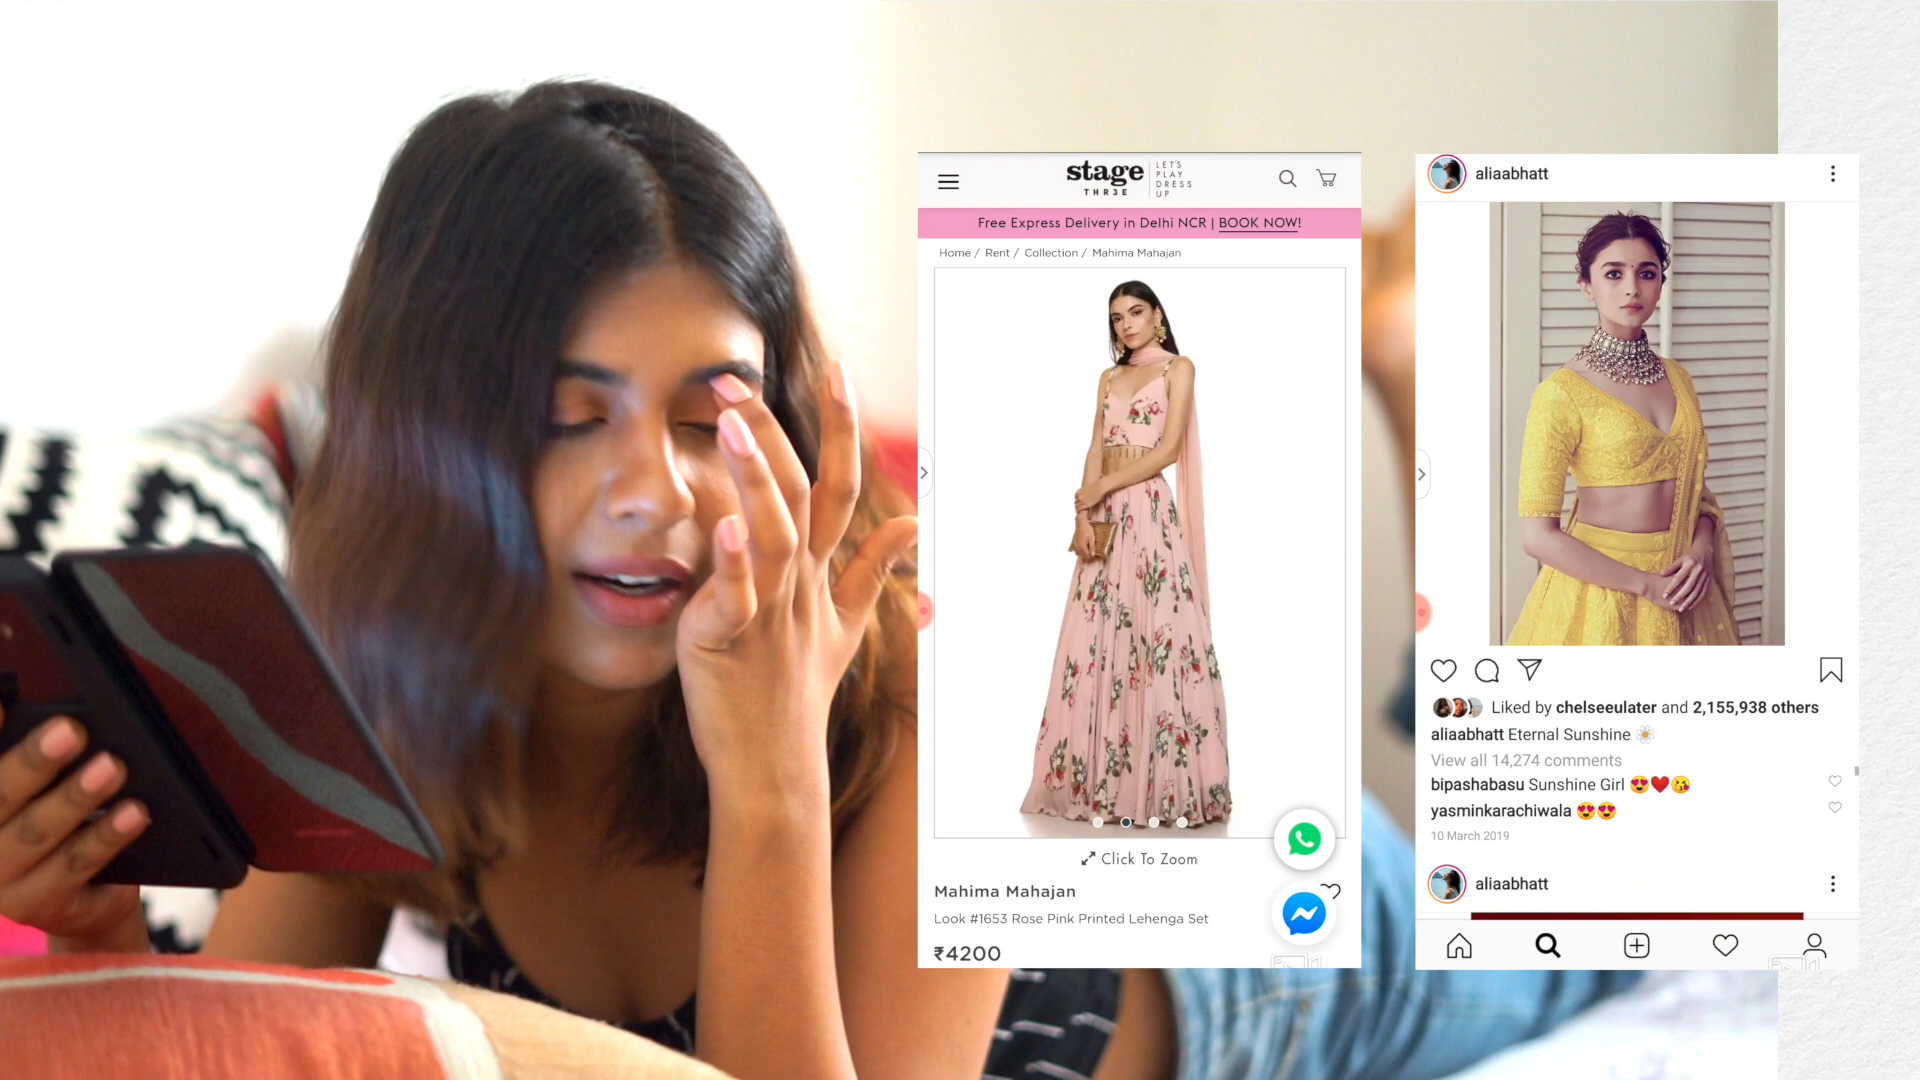 stage
THR3E
LET'S
PLAY
DRESS
UP
Free Express Delivery in Delhi NCR | BOOK NOW!
Home / Rent / Collection / Mahima Mahajan
Click To Zoom
Mahima Mahajan
Look #1653 Rose Pink Printed Lehenga Set
₹4200
aliaabhatt
Liked by chelseeulater and 2,155,938 others
aliaabhatt Eternal Sunshine 🌼
View all 14,274 comments
bipashabasu Sunshine Girl 😍❤️😘
yasminkarachiwala 😍😍
10 March 2019
aliaabhatt